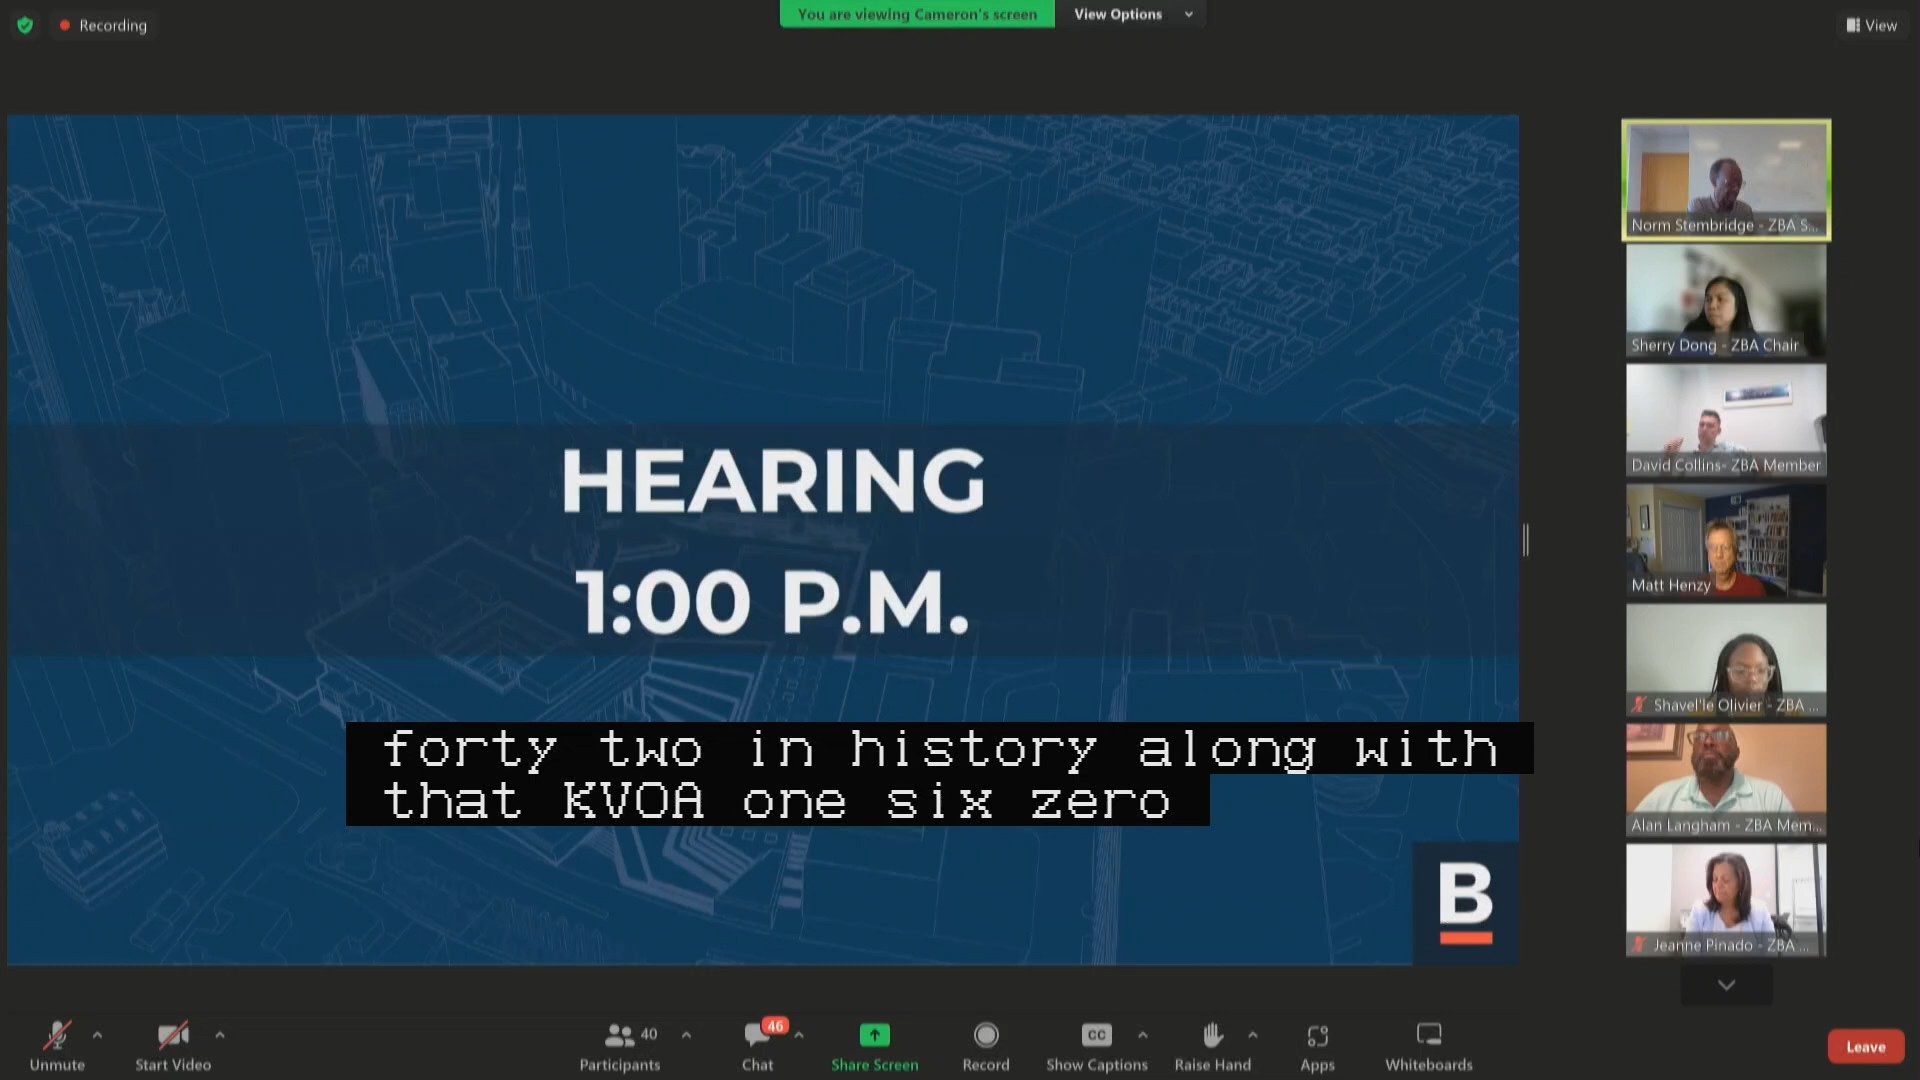 Recording
You are viewing Cameron's screen
View Options
View
HEARING
1:00 P.M.
forty two in history along with
that KVOA one six zero
B
Norm Stembridge - ZBA S...
Sherry Dong - ZBA Chair
David Collins- ZBA Member
Matt Henzy
Shavel'le Olivier - ZBA ...
Alan Langham - ZBA Mem...
Jeanne Pinado - ZBA ...
Unmute
Start Video
40
Participants
46
Chat
Share Screen
Record
CC
Show Captions
Raise Hand
Apps
Whiteboards
Leave